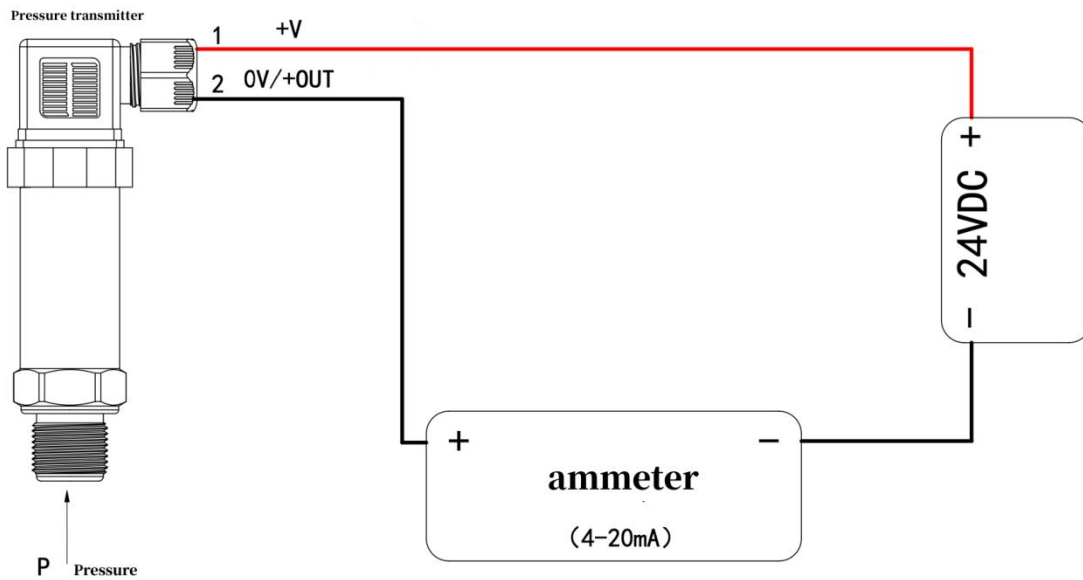 Pressure transmitter
1 +V
2 0V/+OUT
+ 24VDC -
+ -
ammeter
(4-20mA)
P Pressure